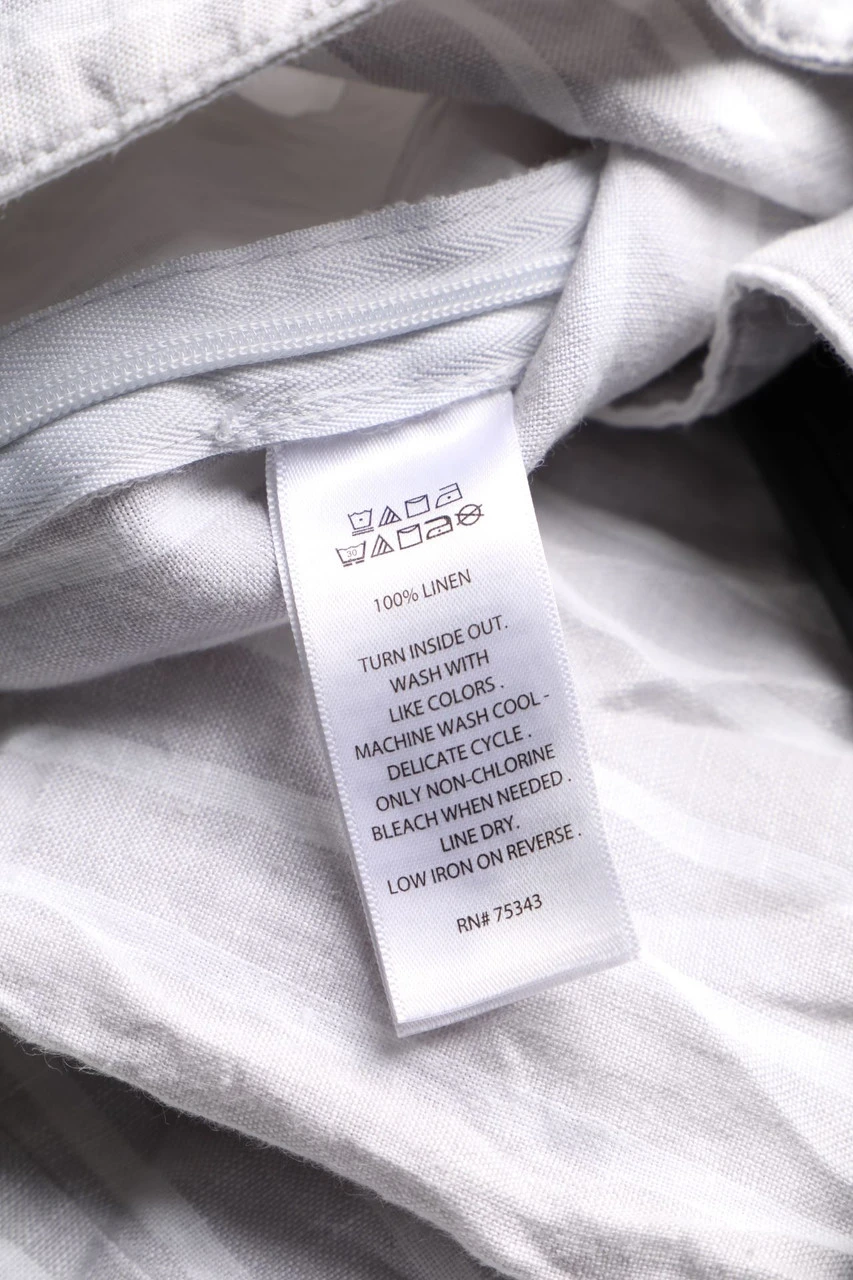 30
100% LINEN
TURN INSIDE OUT.
WASH WITH
LIKE COLORS .
MACHINE WASH COOL -
DELICATE CYCLE .
ONLY NON-CHLORINE
BLEACH WHEN NEEDED .
LINE DRY.
LOW IRON ON REVERSE .
RN# 75343